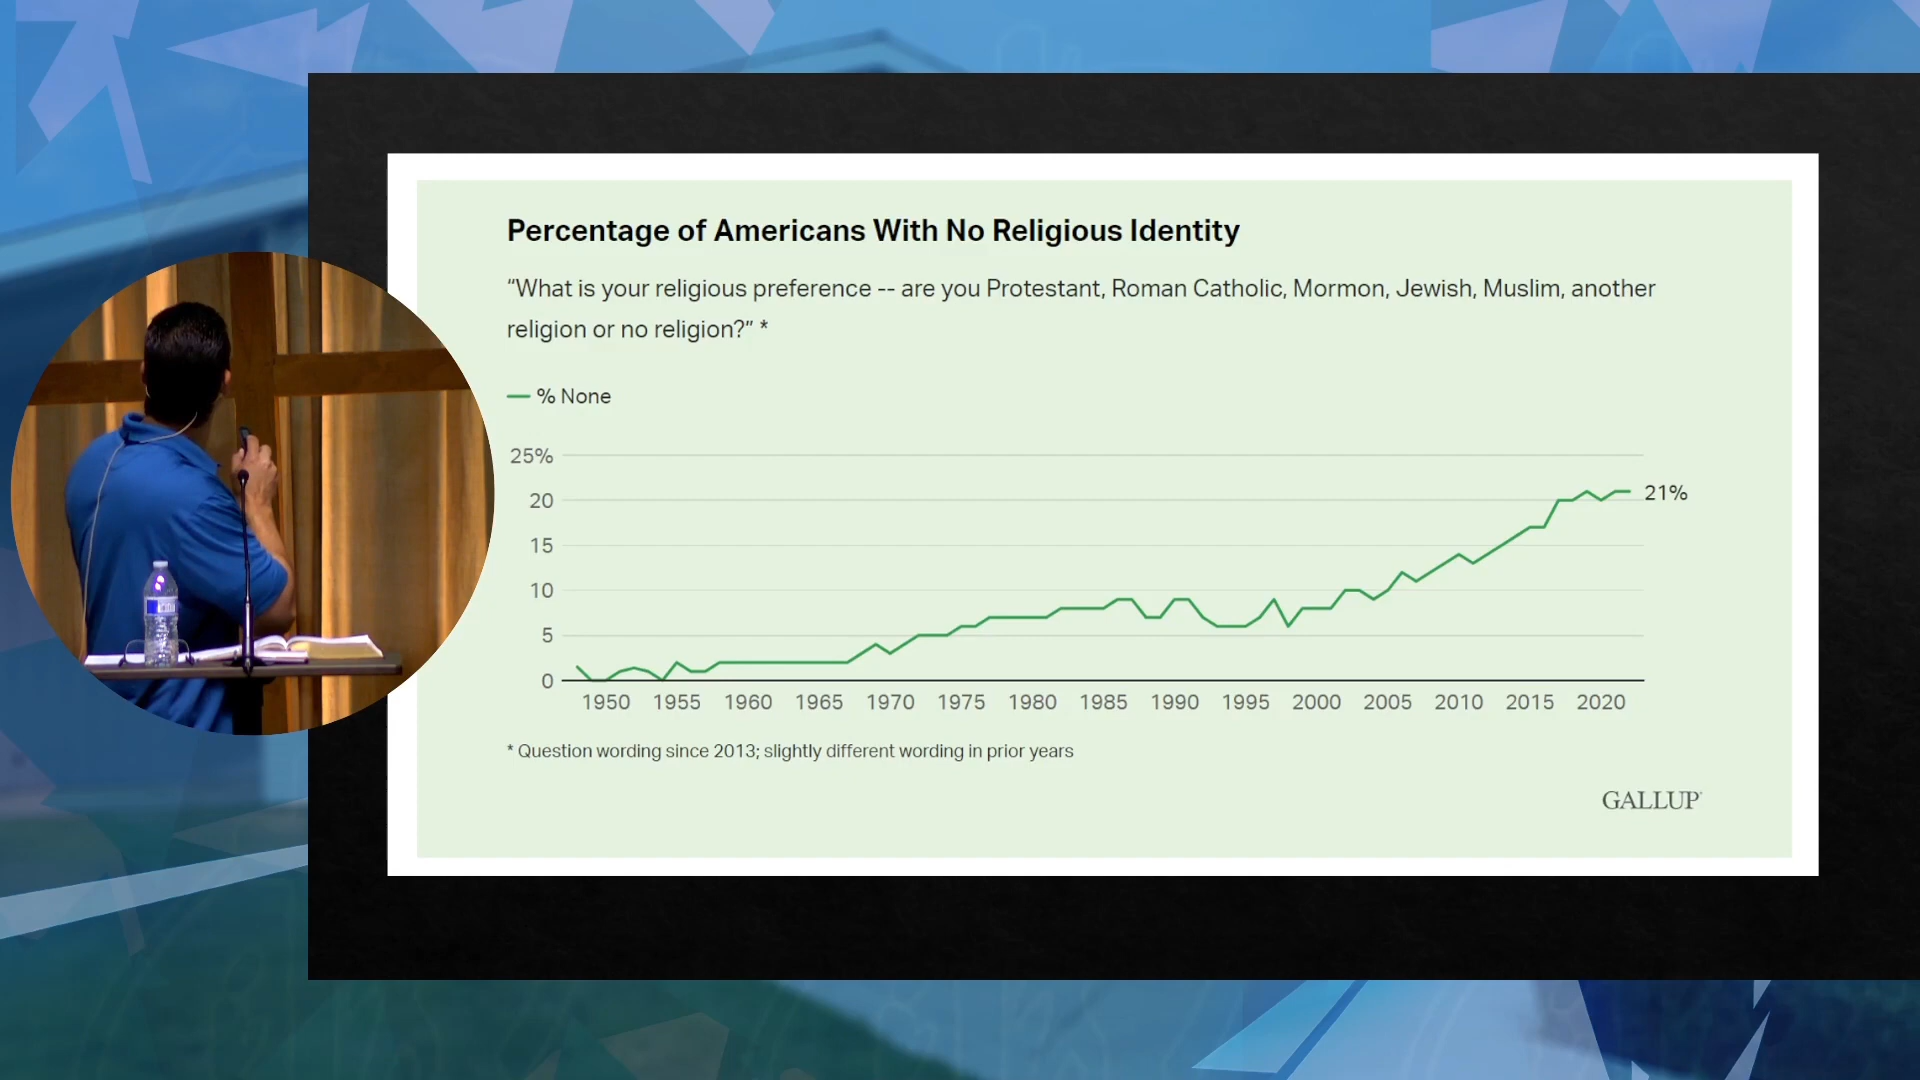 Percentage of Americans With No Religious Identity
“What is your religious preference -- are you Protestant, Roman Catholic, Mormon, Jewish, Muslim, another
religion or no religion?” *
% None
25%
20
15
10
5
0
21%
1950 1955 1960 1965 1970 1975 1980 1985 1990 1995 2000 2005 2010 2015 2020
* Question wording since 2013; slightly different wording in prior years
GALLUP